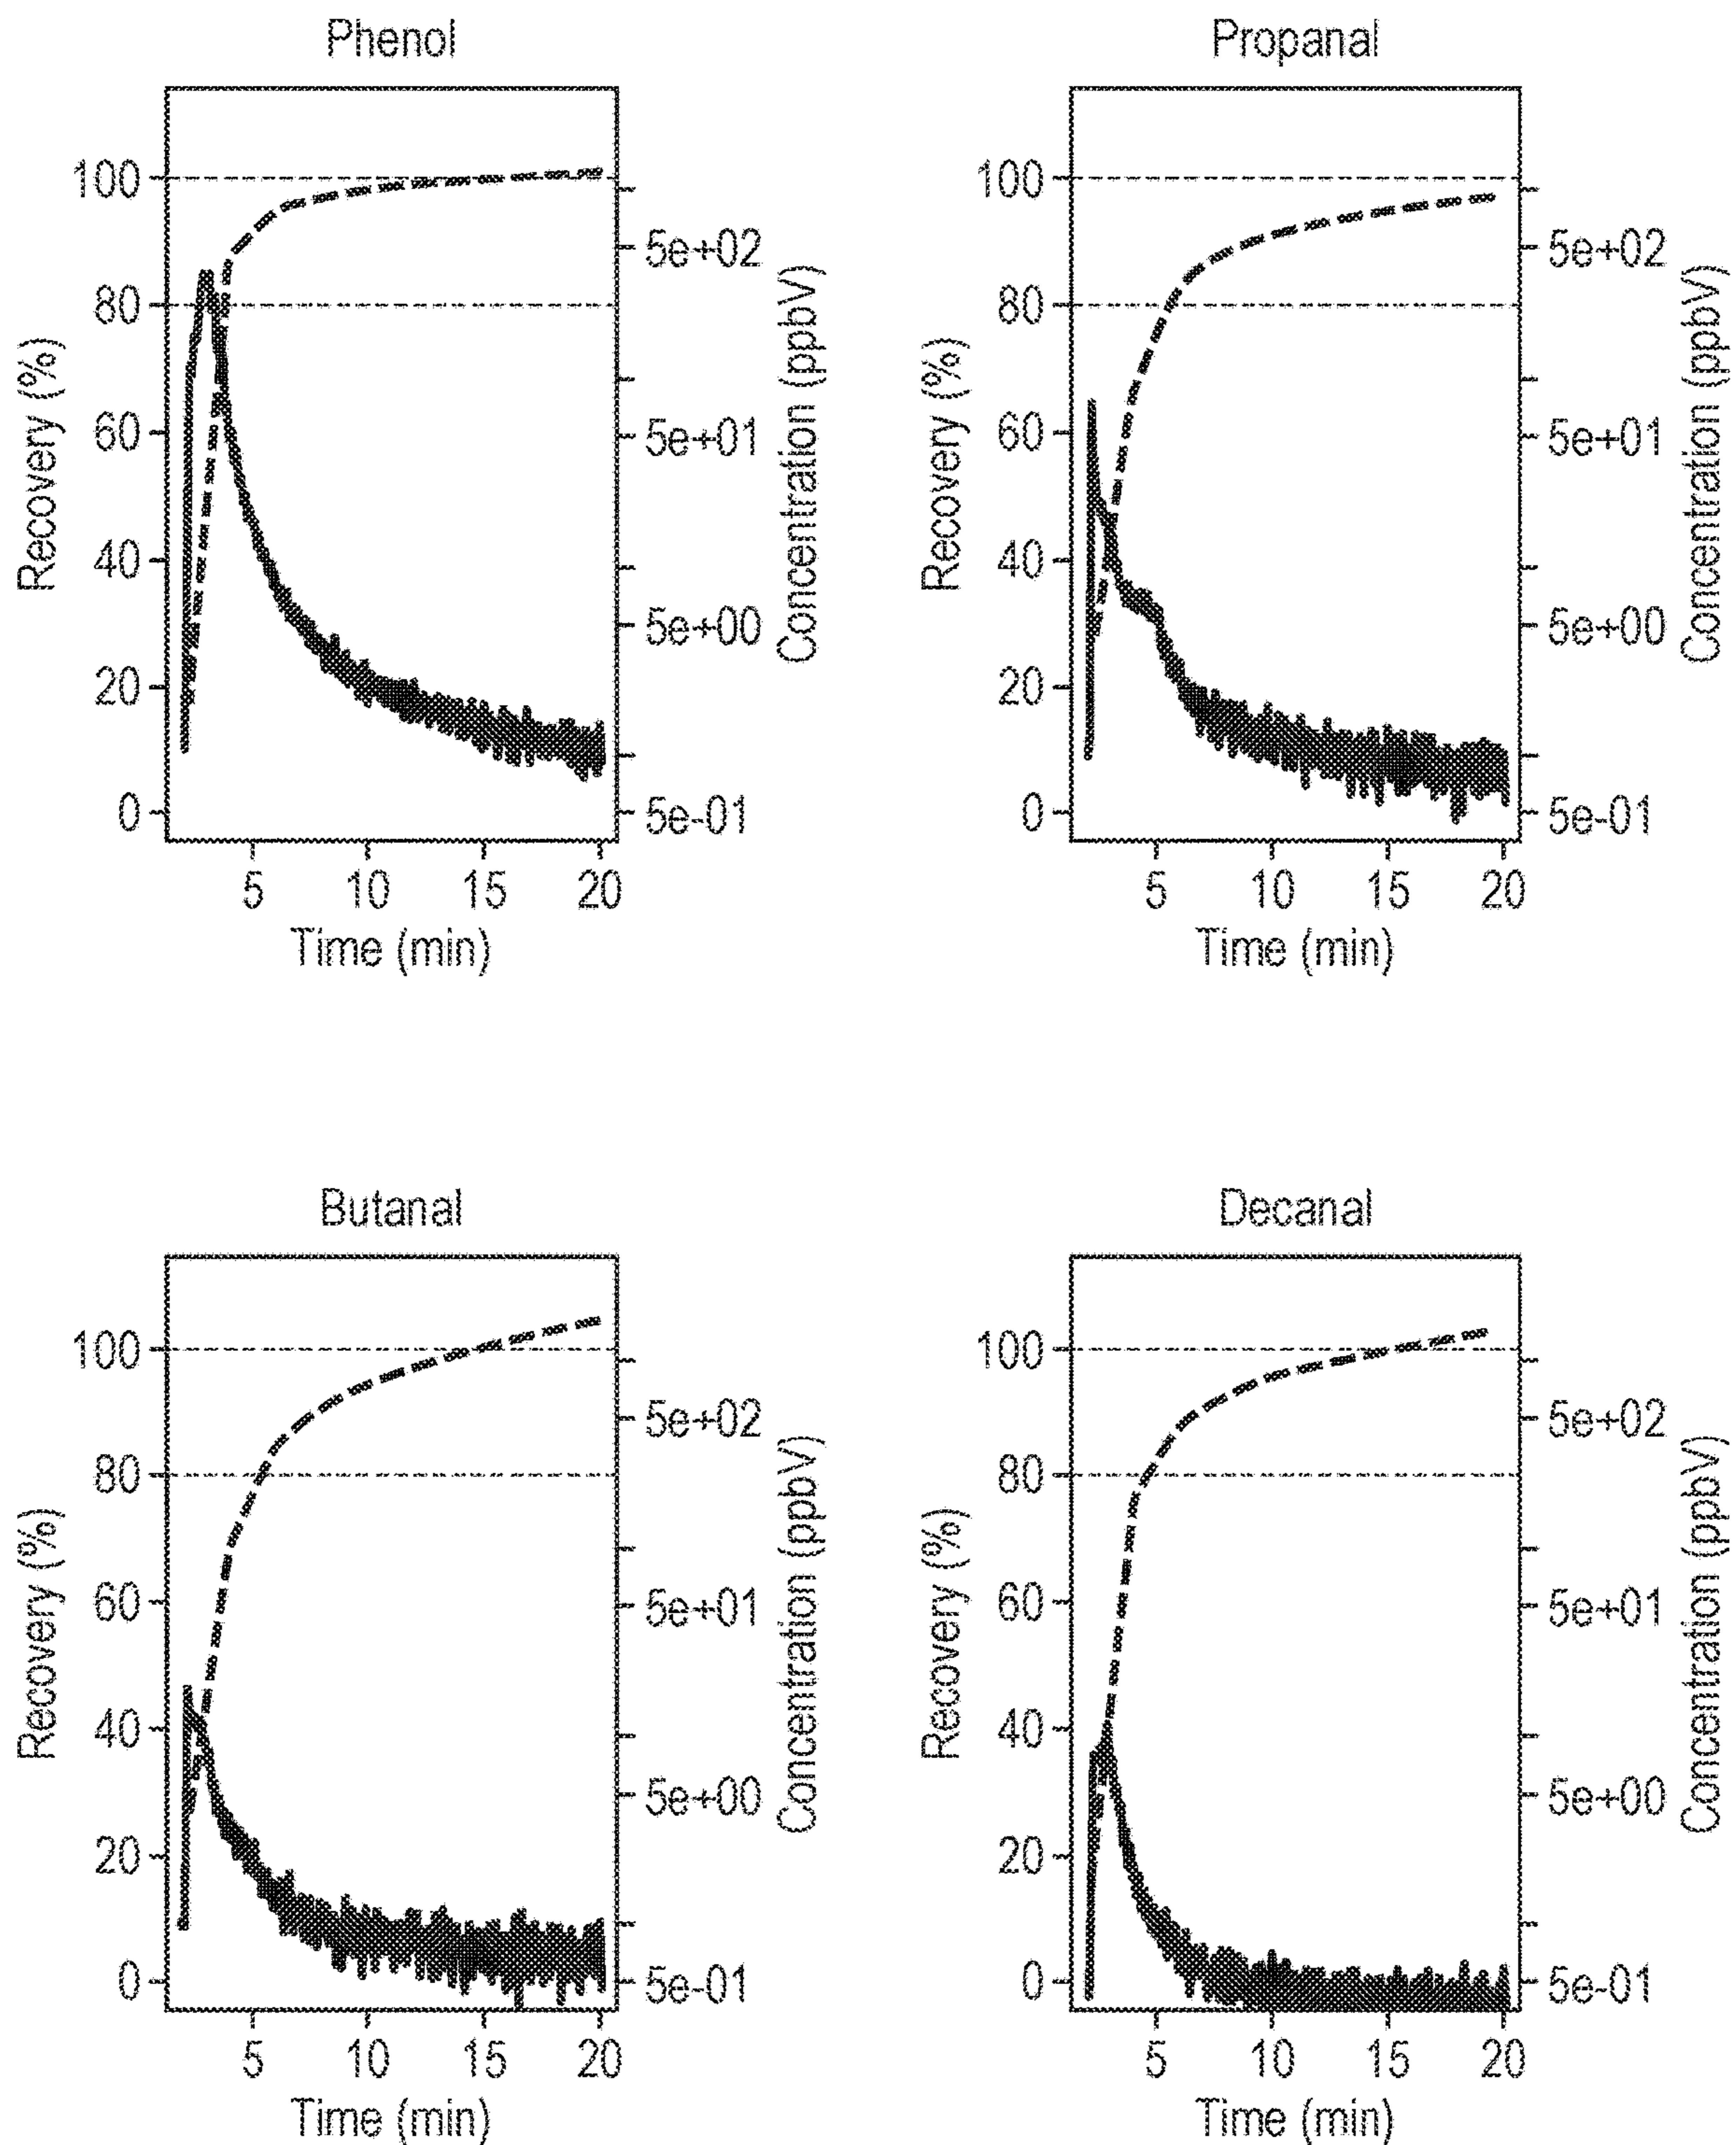 Phenol
Recovery (%)
100
80
60
40
20
0
5e+02
5e+01
5e+00
5e-01
Concentration (ppbV)
5 10 15 20
Time (min)
Propanal
Recovery (%)
100
80
60
40
20
0
5e+02
5e+01
5e+00
5e-01
Concentration (ppbV)
5 10 15 20
Time (min)
Butanal
Recovery (%)
100
80
60
40
20
0
5e+02
5e+01
5e+00
5e-01
Concentration (ppbV)
5 10 15 20
Time (min)
Decanal
Recovery (%)
100
80
60
40
20
0
5e+02
5e+01
5e+00
5e-01
Concentration (ppbV)
5 10 15 20
Time (min)